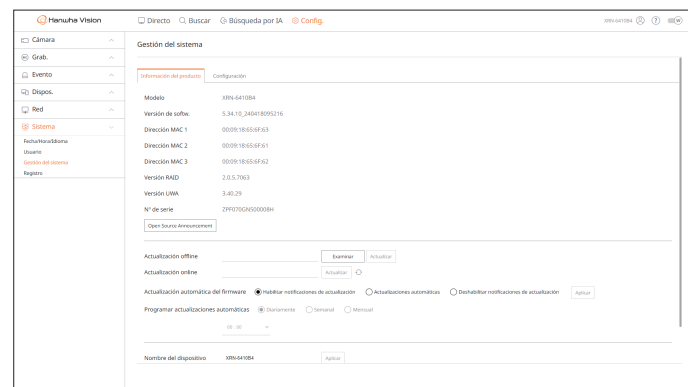 Hanwha Vision
Directo Buscar Búsqueda por IA Config.
XRN-6410B4
Cámara
Grab.
Evento
Dispos.
Red
Sistema
Fecha/Hora/Idioma
Usuario
Gestión del sistema
Registro
Gestión del sistema
Información del producto Configuración
Modelo XRN-6410B4
Versión de softw. 5.34.10_240418095216
Dirección MAC 1 00:09:18:65:6F:63
Dirección MAC 2 00:09:18:65:6F:61
Dirección MAC 3 00:09:18:65:6F:62
Versión RAID 2.0.5.7063
Versión UWA 3.40.29
Nº de serie ZPF070GN500008H
Open Source Announcement
Actualización offline Examinar Actualizar
Actualización online Actualizar
Actualización automática del firmware Habilitar notificaciones de actualización Actualizaciones automáticas Deshabilitar notificaciones de actualización Aplicar
Programar actualizaciones automáticas Diariamente Semanal Mensual
00 : 00
Nombre del dispositivo XRN-6410B4 Aplicar